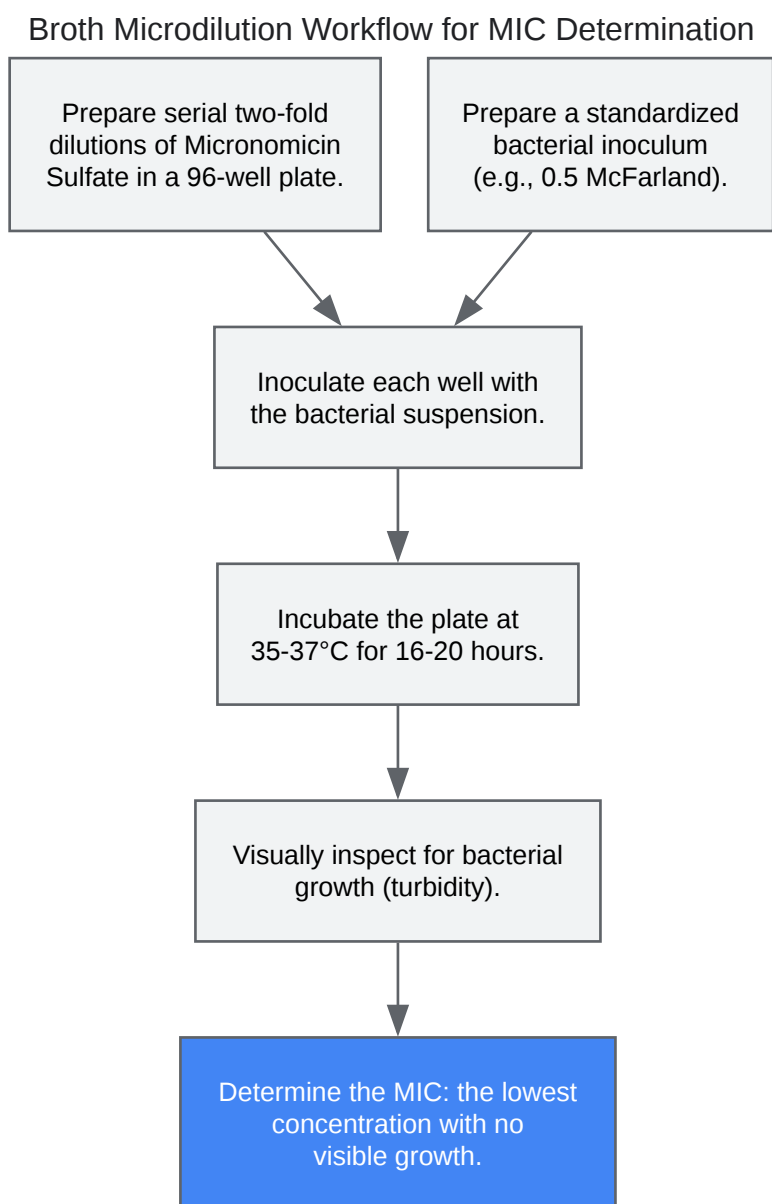 Broth Microdilution Workflow for MIC Determination
Prepare serial two-fold
dilutions of Micronomicin
Sulfate in a 96-well plate.
Prepare a standardized
bacterial inoculum
(e.g., 0.5 McFarland).
Inoculate each well with
the bacterial suspension.
Incubate the plate at
35-37°C for 16-20 hours.
Visually inspect for bacterial
growth (turbidity).
Determine the MIC: the lowest
concentration with no
visible growth.